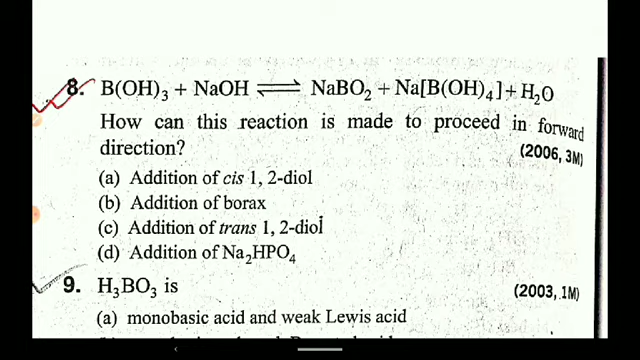 8. B(OH)₃ + NaOH ⇌ NaBO₂ + Na[B(OH)₄] + H₂O
How can this reaction is made to proceed in forward
direction? (2006, 3M)
(a) Addition of cis 1, 2-diol
(b) Addition of borax
(c) Addition of trans 1, 2-diol
(d) Addition of Na₂HPO₄
9. H₃BO₃ is (2003, 1M)
(a) monobasic acid and weak Lewis acid